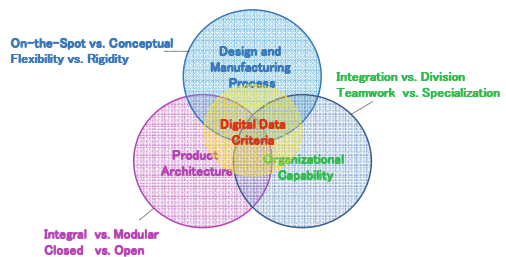 On-the-Spot vs. Conceptual
Flexibility vs. Rigidity
Design and
Manufacturing
Process
Integration vs. Division
Teamwork vs. Specialization
Digital Data
Criteria
Product
Architecture
Organizational
Capability
Integral vs. Modular
Closed vs. Open